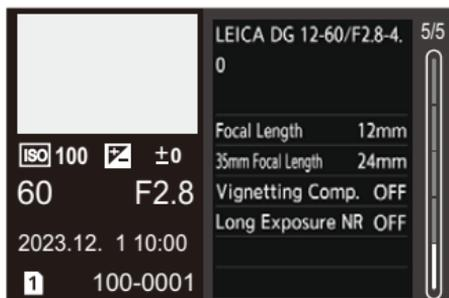 LEICA DG 12-60/F2.8-4.
0
5/5
ISO 100 ±0
60 F2.8
2023.12. 1 10:00
1 100-0001
Focal Length 12mm
35mm Focal Length 24mm
Vignetting Comp. OFF
Long Exposure NR OFF